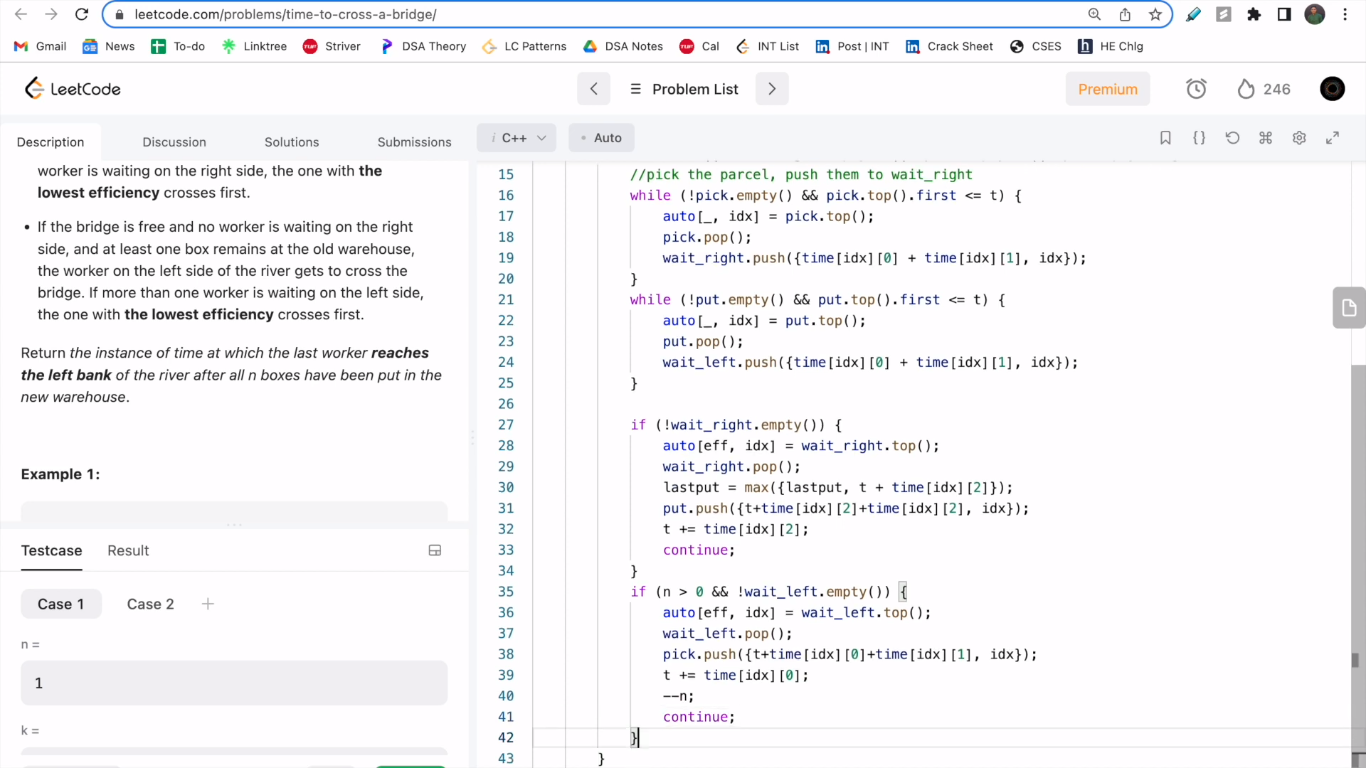 leetcode.com/problems/time-to-cross-a-bridge/
Gmail News To-do Linktree Striver DSA Theory LC Patterns DSA Notes Cal INT List Post | INT Crack Sheet CSES HE Chlg
LeetCode
Problem List
Premium
246
Description Discussion Solutions Submissions
i C++
• Auto
worker is waiting on the right side, the one with the
lowest efficiency crosses first.
• If the bridge is free and no worker is waiting on the right
side, and at least one box remains at the old warehouse,
the worker on the left side of the river gets to cross the
bridge. If more than one worker is waiting on the left side,
the one with the lowest efficiency crosses first.
Return the instance of time at which the last worker reaches
the left bank of the river after all n boxes have been put in the
new warehouse.
Example 1:
Testcase Result
Case 1 Case 2 +
n =
1
k =
15 //pick the parcel, push them to wait_right
16 while (!pick.empty() && pick.top().first <= t) {
17 auto[_, idx] = pick.top();
18 pick.pop();
19 wait_right.push({time[idx][0] + time[idx][1], idx});
20 }
21 while (!put.empty() && put.top().first <= t) {
22 auto[_, idx] = put.top();
23 put.pop();
24 wait_left.push({time[idx][0] + time[idx][1], idx});
25 }
26
27 if (!wait_right.empty()) {
28 auto[eff, idx] = wait_right.top();
29 wait_right.pop();
30 lastput = max({lastput, t + time[idx][2]});
31 put.push({t+time[idx][2]+time[idx][2], idx});
32 t += time[idx][2];
33 continue;
34 }
35 if (n > 0 && !wait_left.empty()) {
36 auto[eff, idx] = wait_left.top();
37 wait_left.pop();
38 pick.push({t+time[idx][0]+time[idx][1], idx});
39 t += time[idx][0];
40 --n;
41 continue;
42 }
43 }